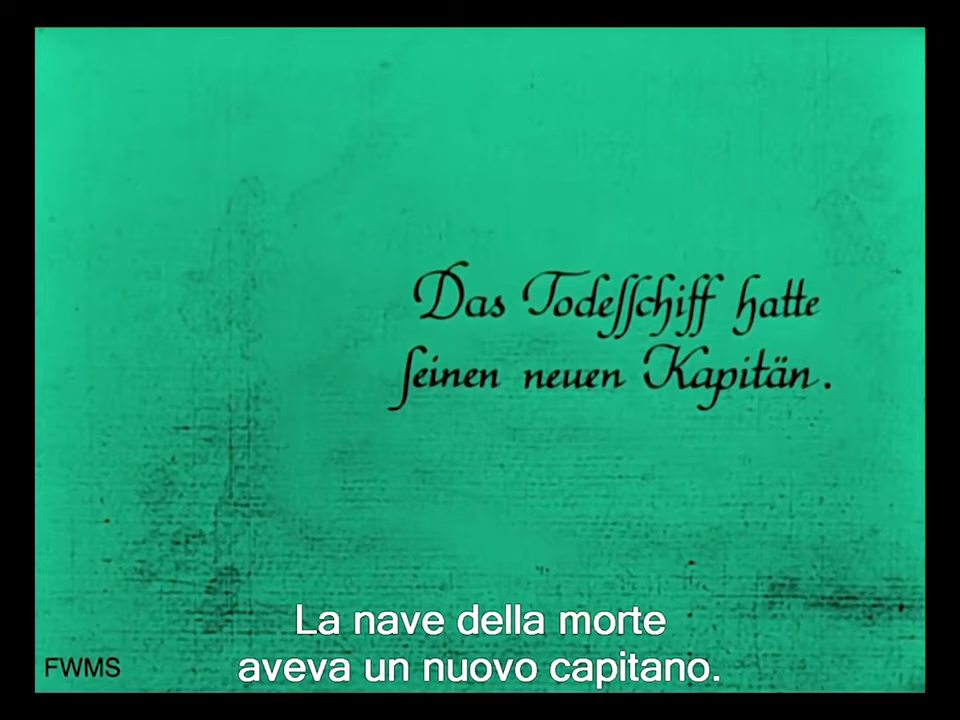 Das Todesſchiff hatte
ſeinen neuen Kapitän.
La nave della morte
aveva un nuovo capitano.
FWMS